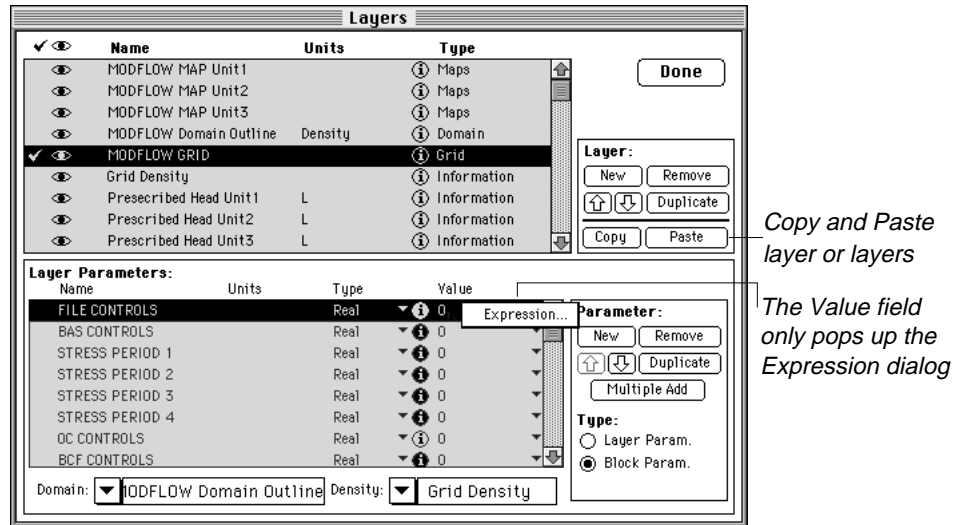 Layers
Name Units Type
MODFLOW MAP Unit1 Maps
MODFLOW MAP Unit2 Maps
MODFLOW MAP Unit3 Maps
MODFLOW Domain Outline Density Domain
MODFLOW GRID Grid
Grid Density Information
Presecribed Head Unit1 L Information
Prescribed Head Unit2 L Information
Prescribed Head Unit3 L Information
Done
Layer:
New Remove
Duplicate
Copy Paste
Copy and Paste
layer or layers
Layer Parameters:
Name Units Type Value
FILE CONTROLS Real 0
BAS CONTROLS Real 0
STRESS PERIOD 1 Real 0
STRESS PERIOD 2 Real 0
STRESS PERIOD 3 Real 0
STRESS PERIOD 4 Real 0
OC CONTROLS Real 0
BCF CONTROLS Real 0
Expression...
Parameter:
New Remove
Duplicate
Multiple Add
Type:
Layer Param.
Block Param.
The Value field
only pops up the
Expression dialog
Domain: MODFLOW Domain Outline Density: Grid Density